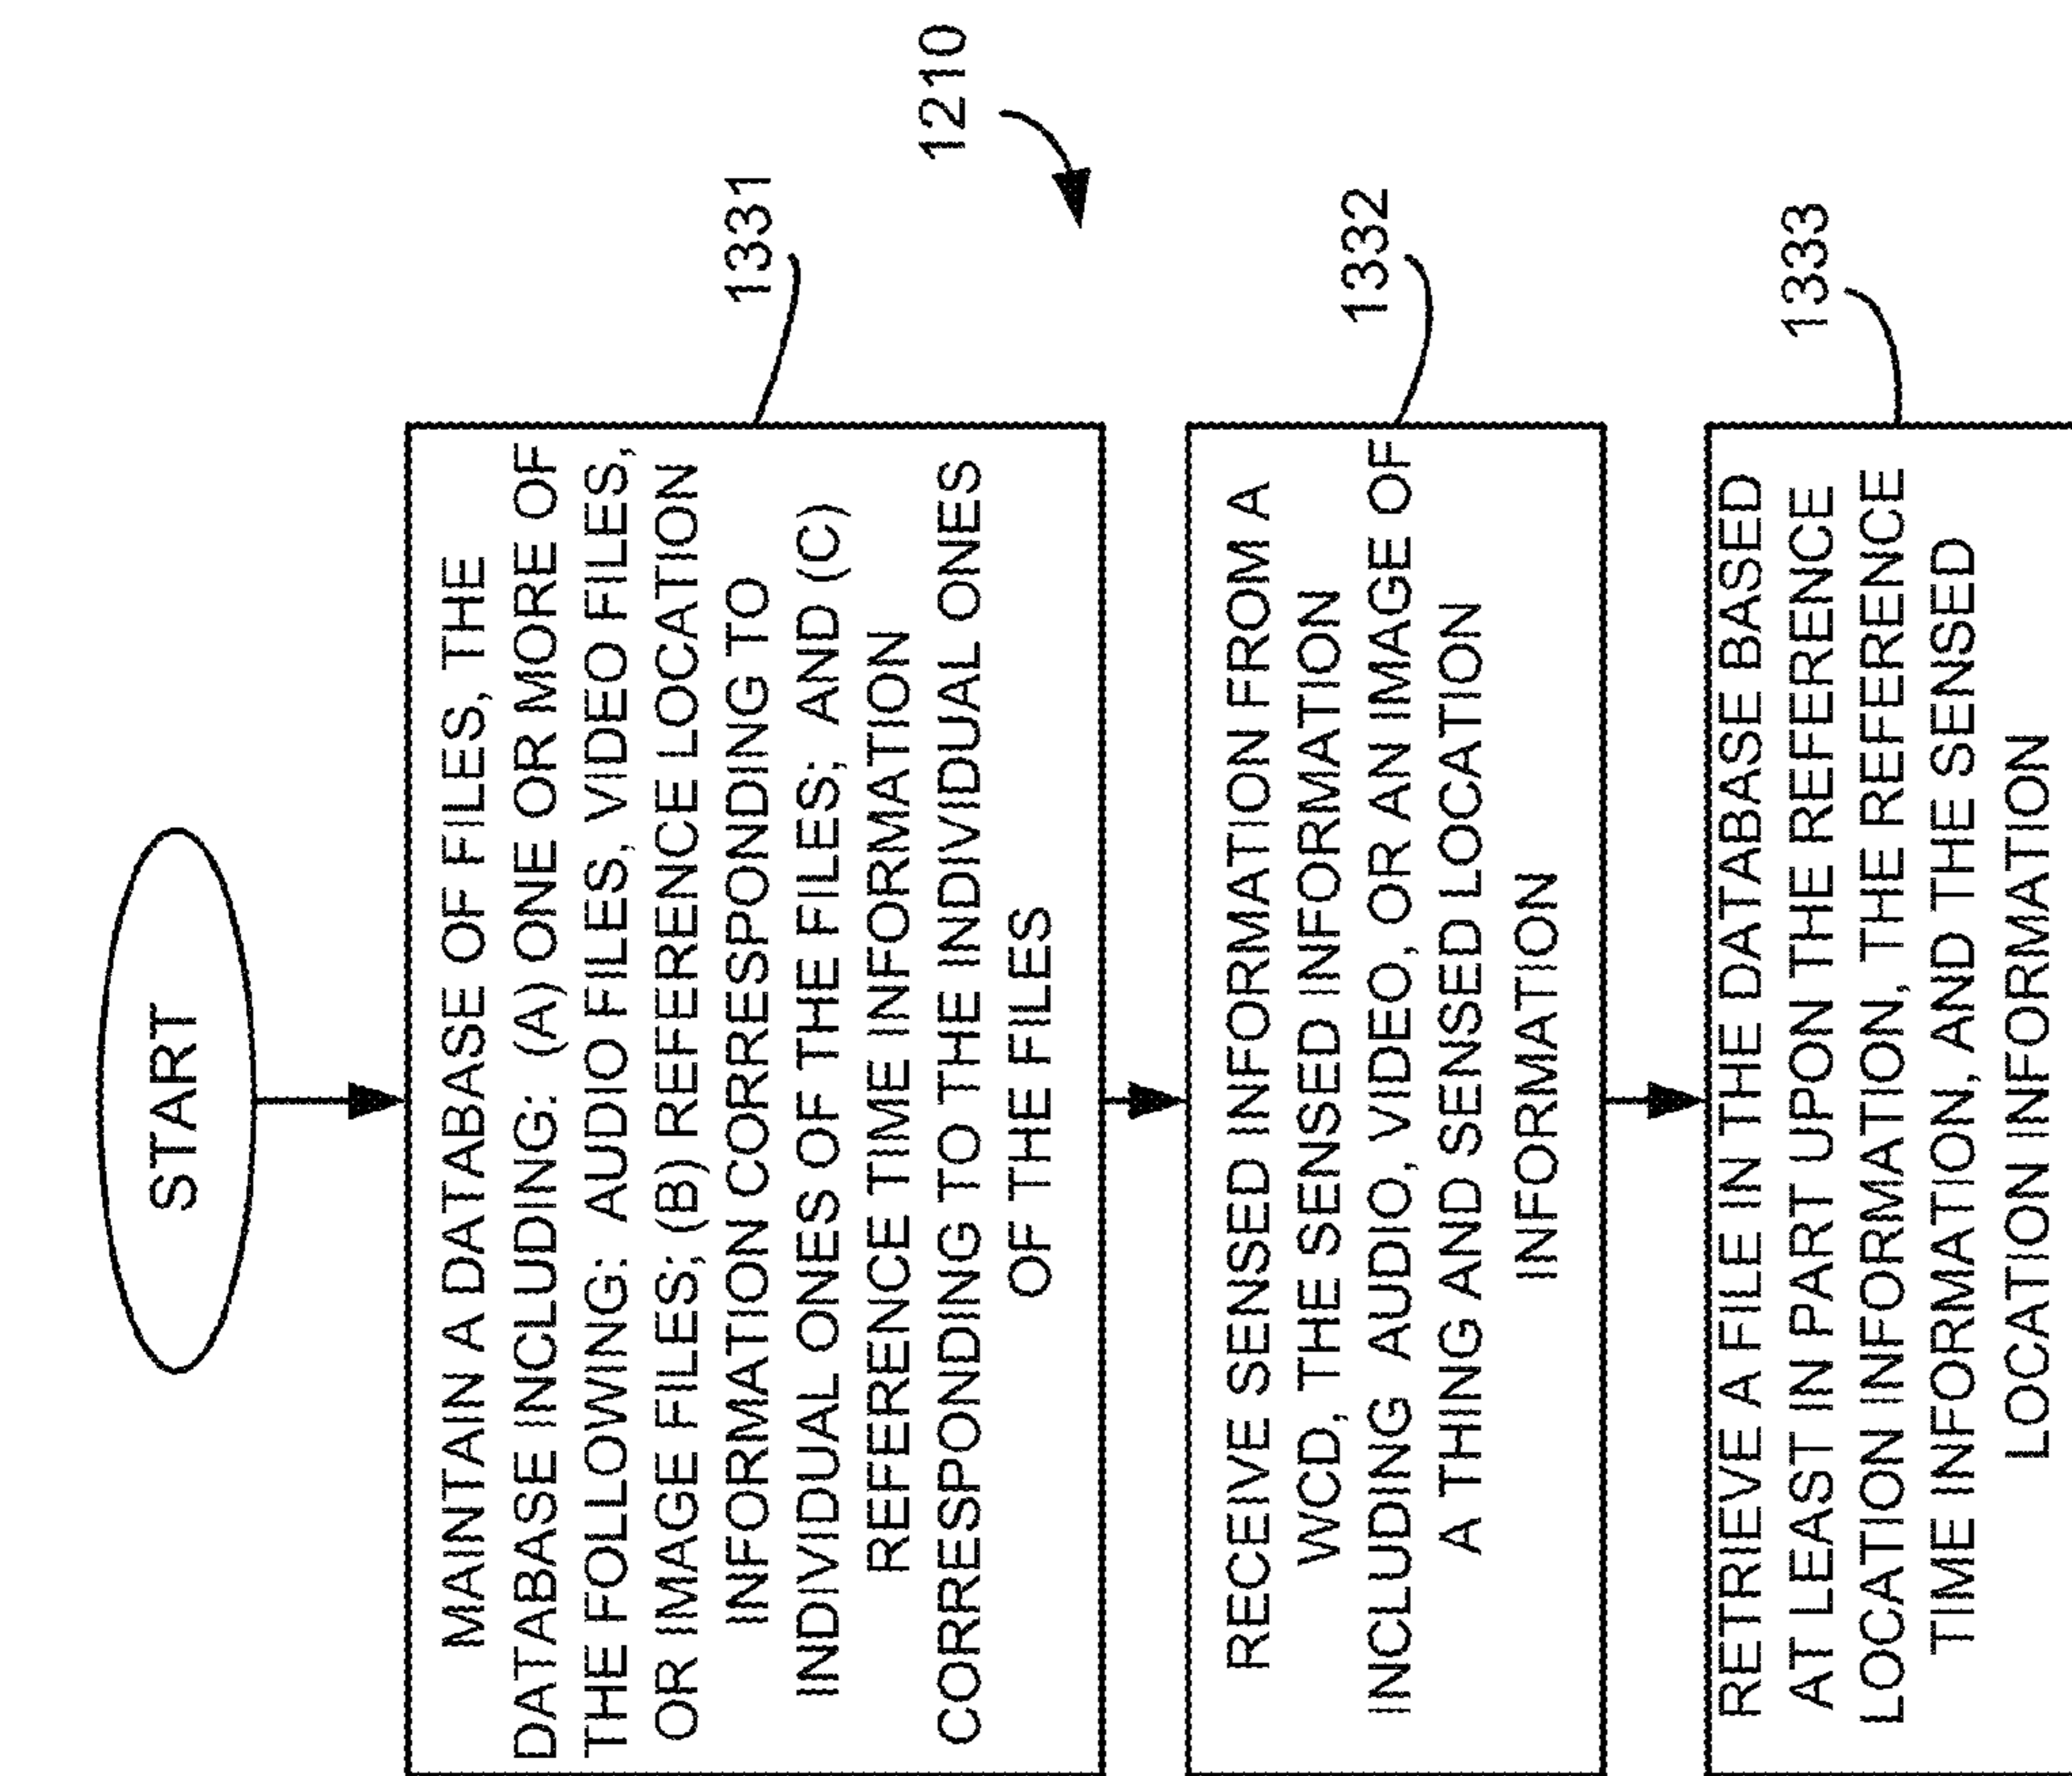 START
1210
MAINTAIN A DATABASE OF FILES, THE
DATABASE INCLUDING: (A) ONE OR MORE OF
THE FOLLOWING: AUDIO FILES, VIDEO FILES,
OR IMAGE FILES; (B) REFERENCE LOCATION
INFORMATION CORRESPONDING TO
INDIVIDUAL ONES OF THE FILES; AND (C)
REFERENCE TIME INFORMATION
CORRESPONDING TO THE INDIVIDUAL ONES
OF THE FILES
1331
RECEIVE SENSED INFORMATION FROM A
WCD, THE SENSED INFORMATION
INCLUDING AUDIO, VIDEO, OR AN IMAGE OF
A THING AND SENSED LOCATION
INFORMATION
1332
RETRIEVE A FILE IN THE DATABASE BASED
AT LEAST IN PART UPON THE REFERENCE
LOCATION INFORMATION, THE REFERENCE
TIME INFORMATION, AND THE SENSED
LOCATION INFORMATION
1333